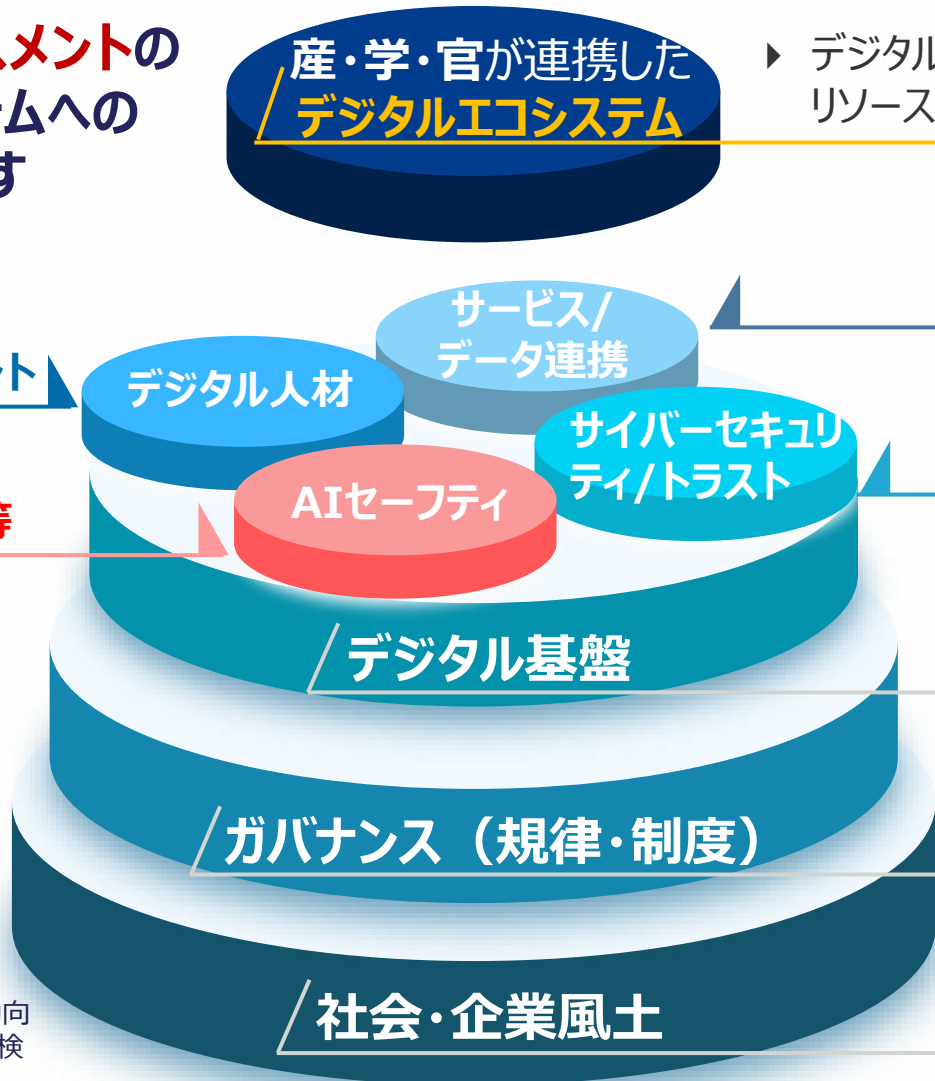 メントの
産・学・官が連携した
デジタルエコシステム
ムへの
す
デジタル
リソース
サービス/
データ連携
ント
デジタル人材
サイバーセキュリ
ティ/トラスト
AIセーフティ
等
デジタル基盤
ガバナンス（規律・制度）
社会・企業風土
向
検